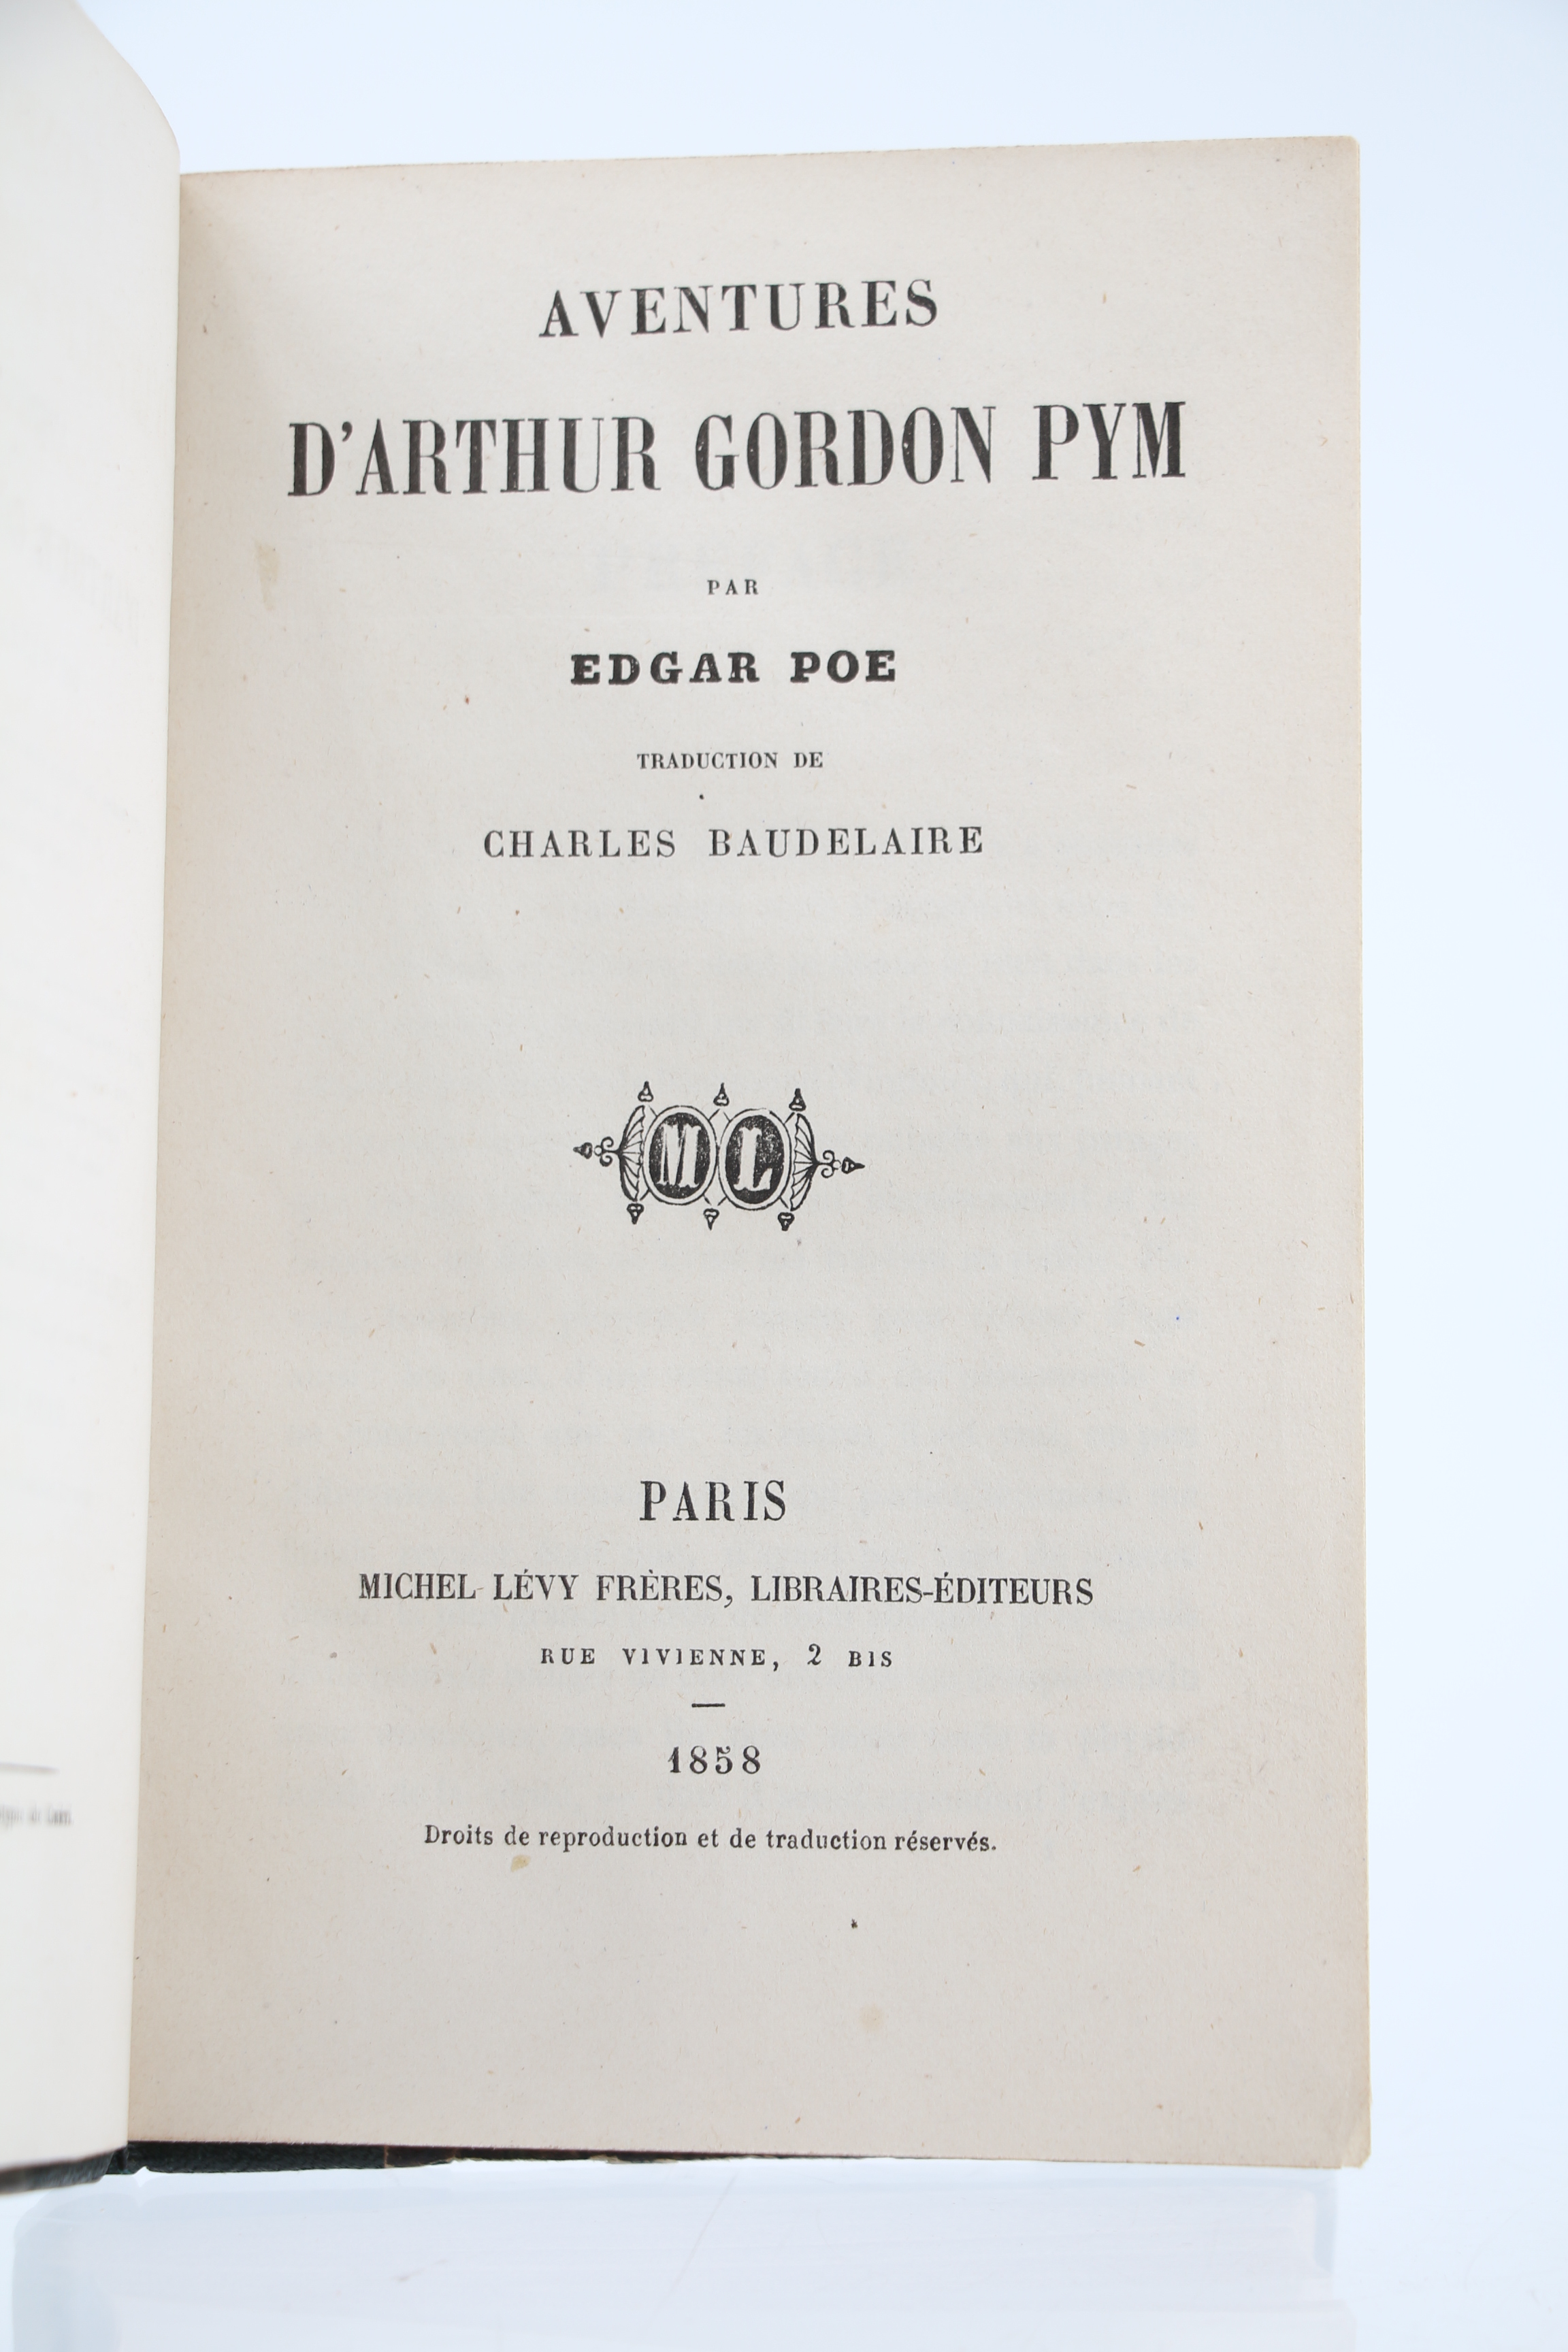 AVENTURES
D'ARTHUR GORDON PYM
PAR
EDGAR POE
TRADUCTION DE
CHARLES BAUDELAIRE
M L
PARIS
MICHEL LÉVY FRÈRES, LIBRAIRES-ÉDITEURS
RUE VIVIENNE, 2 BIS
1858
Droits de reproduction et de traduction réservés.